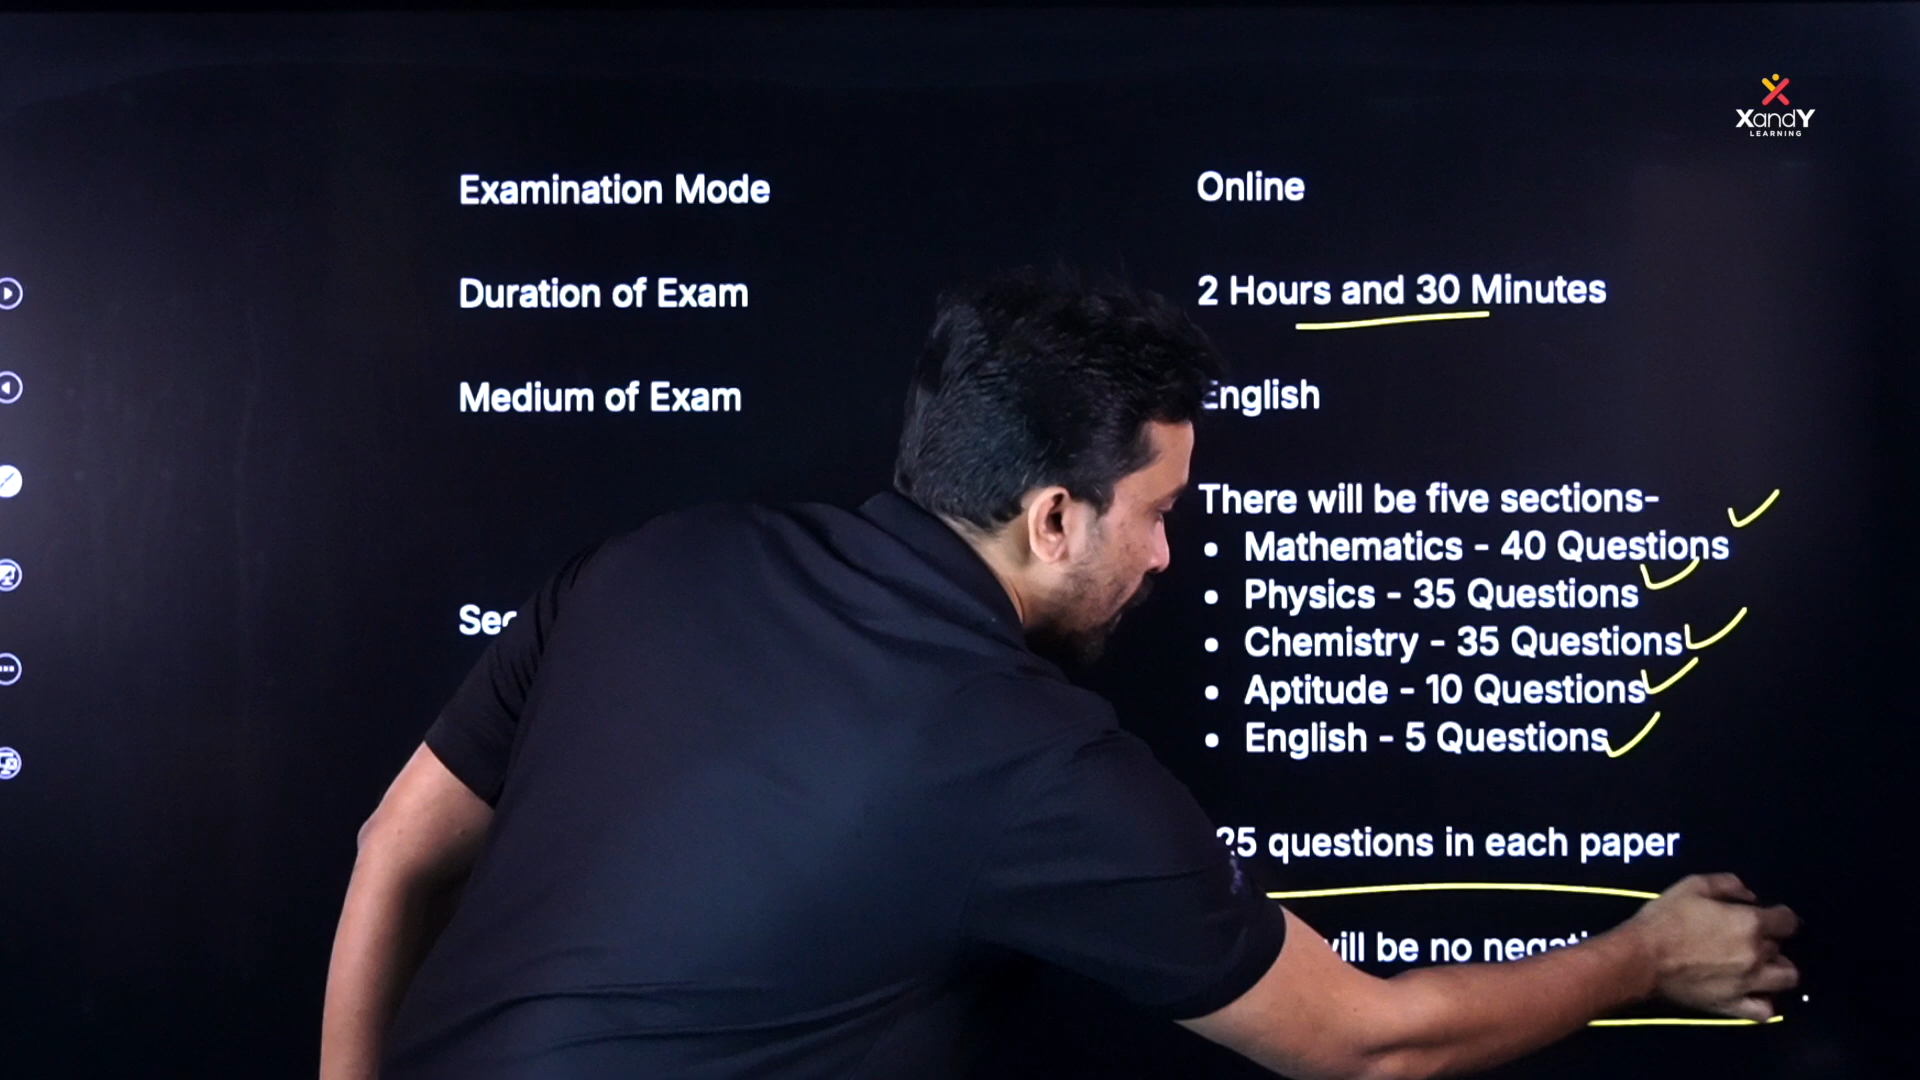 XandY
LEARNING
Examination Mode
Online
Duration of Exam
2 Hours and 30 Minutes
Medium of Exam
English
There will be five sections-
• Mathematics - 40 Questions
• Physics - 35 Questions
• Chemistry - 35 Questions
• Aptitude - 10 Questions
• English - 5 Questions
25 questions in each paper
will be no